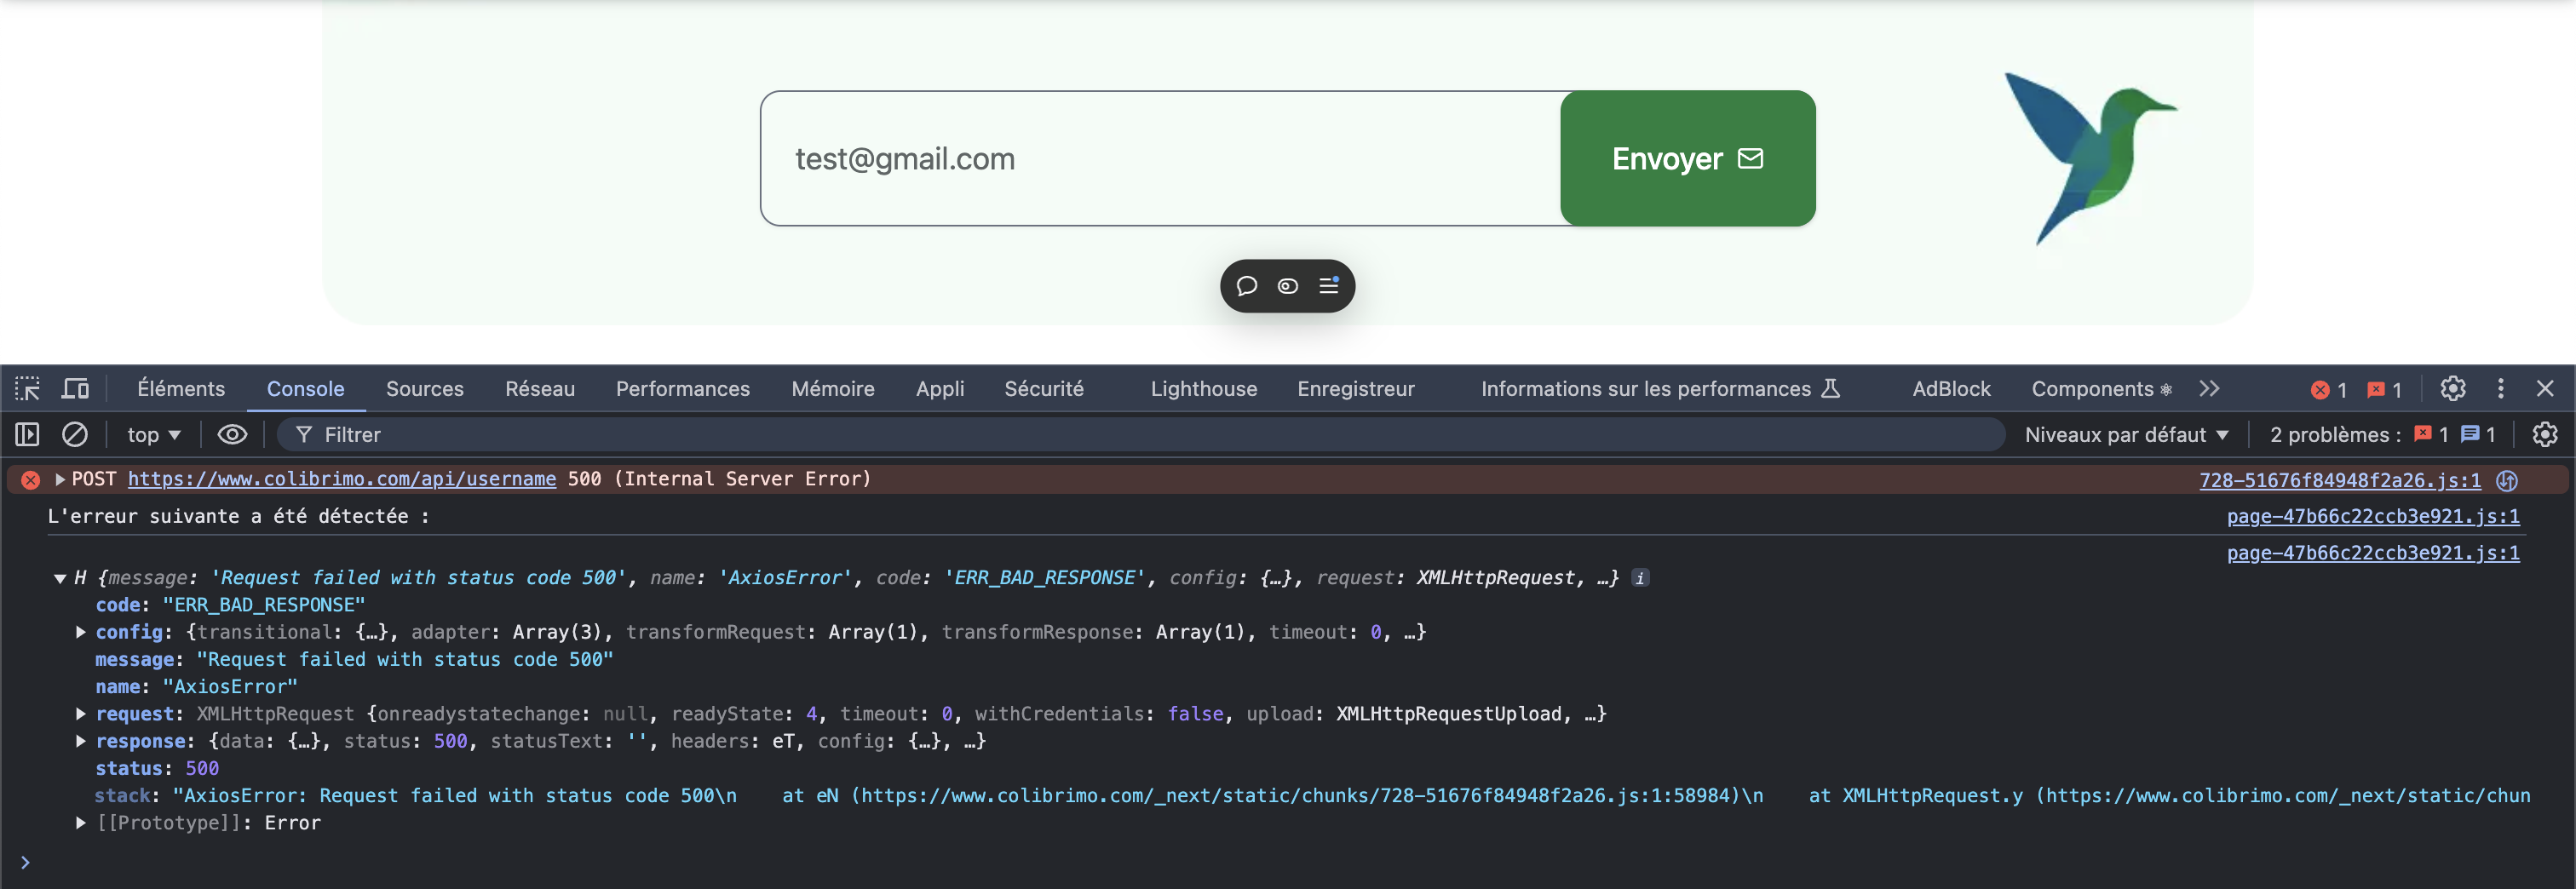 test@gmail.com
Envoyer
Éléments Console Sources Réseau Performances Mémoire Appli Sécurité Lighthouse Enregistreur Informations sur les performances AdBlock Components 1 1
top Filtrer Niveaux par défaut 2 problèmes : 1 1
POST https://www.colibrimo.com/api/username 500 (Internal Server Error) 728-51676f84948f2a26.js:1
L'erreur suivante a été détectée : page-47b66c22ccb3e921.js:1
page-47b66c22ccb3e921.js:1
H {message: 'Request failed with status code 500', name: 'AxiosError', code: 'ERR_BAD_RESPONSE', config: {…}, request: XMLHttpRequest, …} i
code: "ERR_BAD_RESPONSE"
config: {transitional: {…}, adapter: Array(3), transformRequest: Array(1), transformResponse: Array(1), timeout: 0, …}
message: "Request failed with status code 500"
name: "AxiosError"
request: XMLHttpRequest {onreadystatechange: null, readyState: 4, timeout: 0, withCredentials: false, upload: XMLHttpRequestUpload, …}
response: {data: {…}, status: 500, statusText: '', headers: eT, config: {…}, …}
status: 500
stack: "AxiosError: Request failed with status code 500\n    at eN (https://www.colibrimo.com/_next/static/chunks/728-51676f84948f2a26.js:1:58984)\n    at XMLHttpRequest.y (https://www.colibrimo.com/_next/static/chun
[[Prototype]]: Error